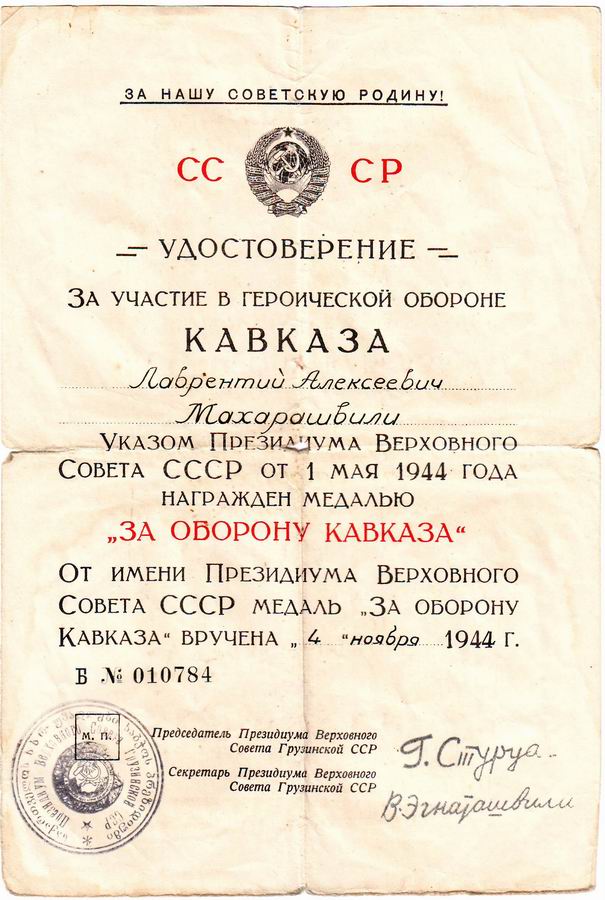 ЗА НАШУ СОВЕТСКУЮ РОДИНУ!
СС СР
УДОСТОВЕРЕНИЕ
ЗА УЧАСТИЕ В ГЕРОИЧЕСКОЙ ОБОРОНЕ
КАВКАЗА
Лаврентий Алексеевич
Махарашвили
УКАЗОМ ПРЕЗИДИУМА ВЕРХОВНОГО
СОВЕТА СССР ОТ 1 МАЯ 1944 ГОДА
НАГРАЖДЕН МЕДАЛЬЮ
„ЗА ОБОРОНУ КАВКАЗА“
ОТ ИМЕНИ ПРЕЗИДИУМА ВЕРХОВНОГО
СОВЕТА СССР МЕДАЛЬ „ЗА ОБОРОНУ
КАВКАЗА“ ВРУЧЕНА „ 4 “ ноября 1944 Г.
Б № 010784
М. П.
Председатель Президиума Верховного
Совета Грузинской ССР
Г. Стуруа
Секретарь Президиума Верховного
Совета Грузинской ССР
В. Эгнаташвили